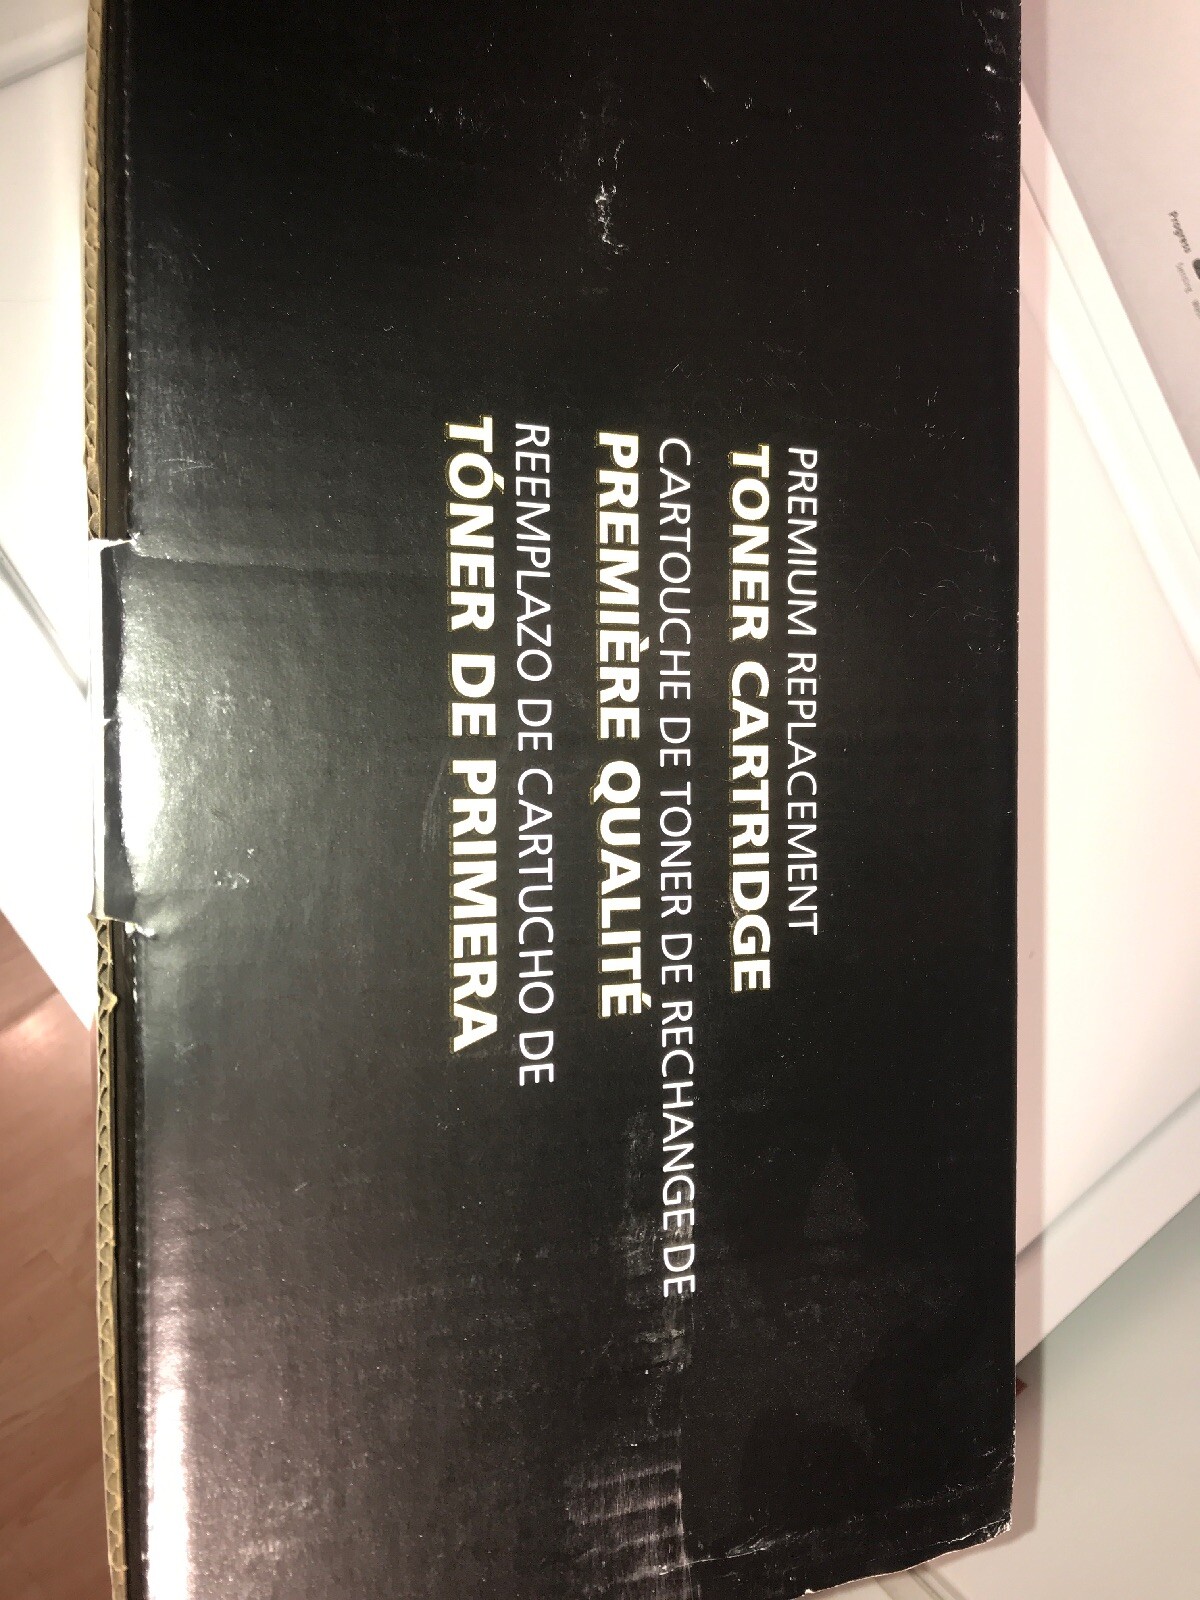 PREMIUM REPLACEMENT
TONER CARTRIDGE
CARTOUCHE DE TONER DE RECHANGE DE
PREMIÈRE QUALITÉ
REEMPLAZO DE CARTUCHO DE
TÓNER DE PRIMERA
Progress